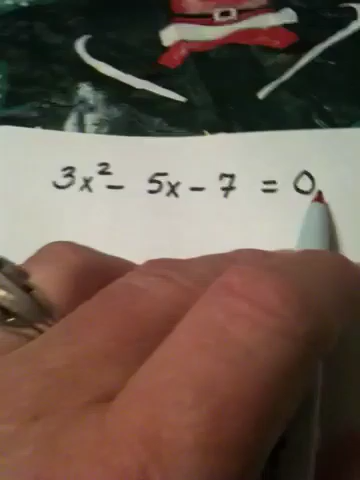 3x² - 5x - 7 = 0